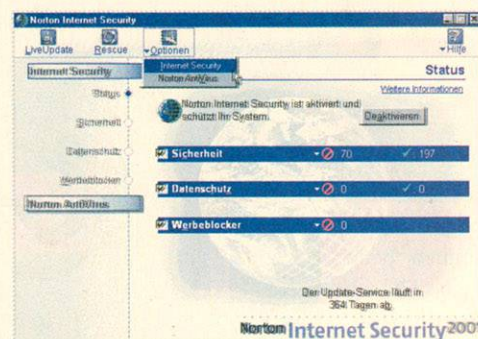 Norton Internet Security
LiveUpdate Rescue Optionen Hilfe
Internet Security
Norton AntiVirus
Internet Security
Status
Status
Weitere Informationen
Norton Internet Security ist aktiviert und
schützt Ihr System.
Deaktivieren
Sicherheit
Sicherheit 70 197
Datenschutz
Datenschutz 0 0
Werbeblocker
Norton AntiVirus
Werbeblocker 0
Der Update-Service läuft in
364 Tagen ab.
Norton Internet Security 2001